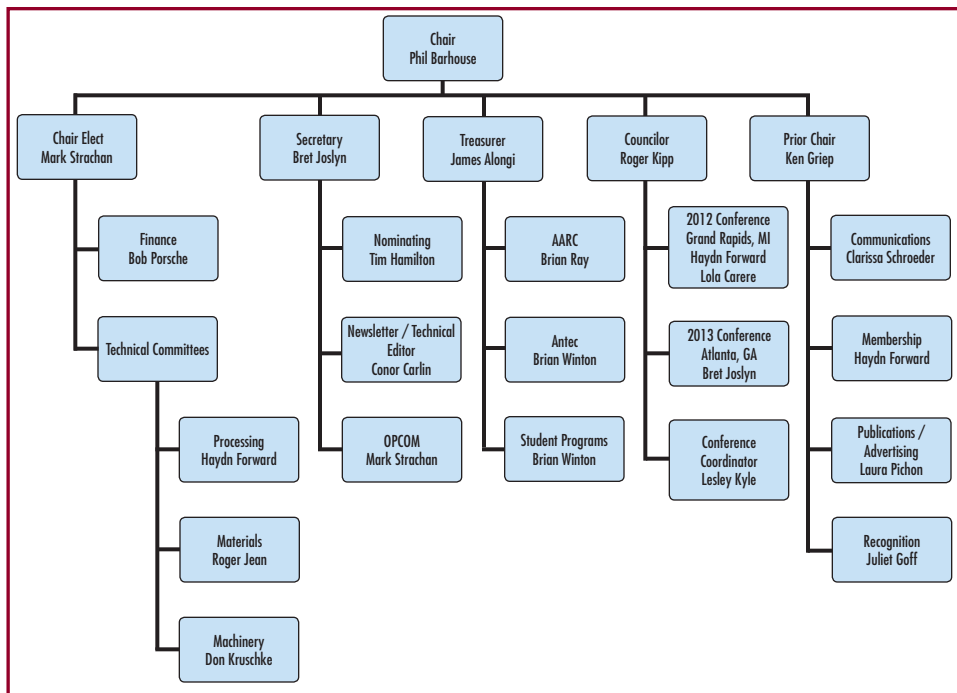 Chair
Phil Barhouse
Chair Elect
Mark Strachan
Secretary
Bret Joslyn
Treasurer
James Alongi
Councilor
Roger Kipp
Prior Chair
Ken Griep
Finance
Bob Porsche
Technical Committees
Processing
Haydn Forward
Materials
Roger Jean
Machinery
Don Kruschke
Nominating
Tim Hamilton
Newsletter / Technical
Editor
Conor Carlin
OPCOM
Mark Strachan
AARC
Brian Ray
Antec
Brian Winton
Student Programs
Brian Winton
2012 Conference
Grand Rapids, MI
Haydn Forward
Lola Carere
2013 Conference
Atlanta, GA
Bret Joslyn
Conference
Coordinator
Lesley Kyle
Communications
Clarissa Schroeder
Membership
Haydn Forward
Publications /
Advertising
Laura Pichon
Recognition
Juliet Goff